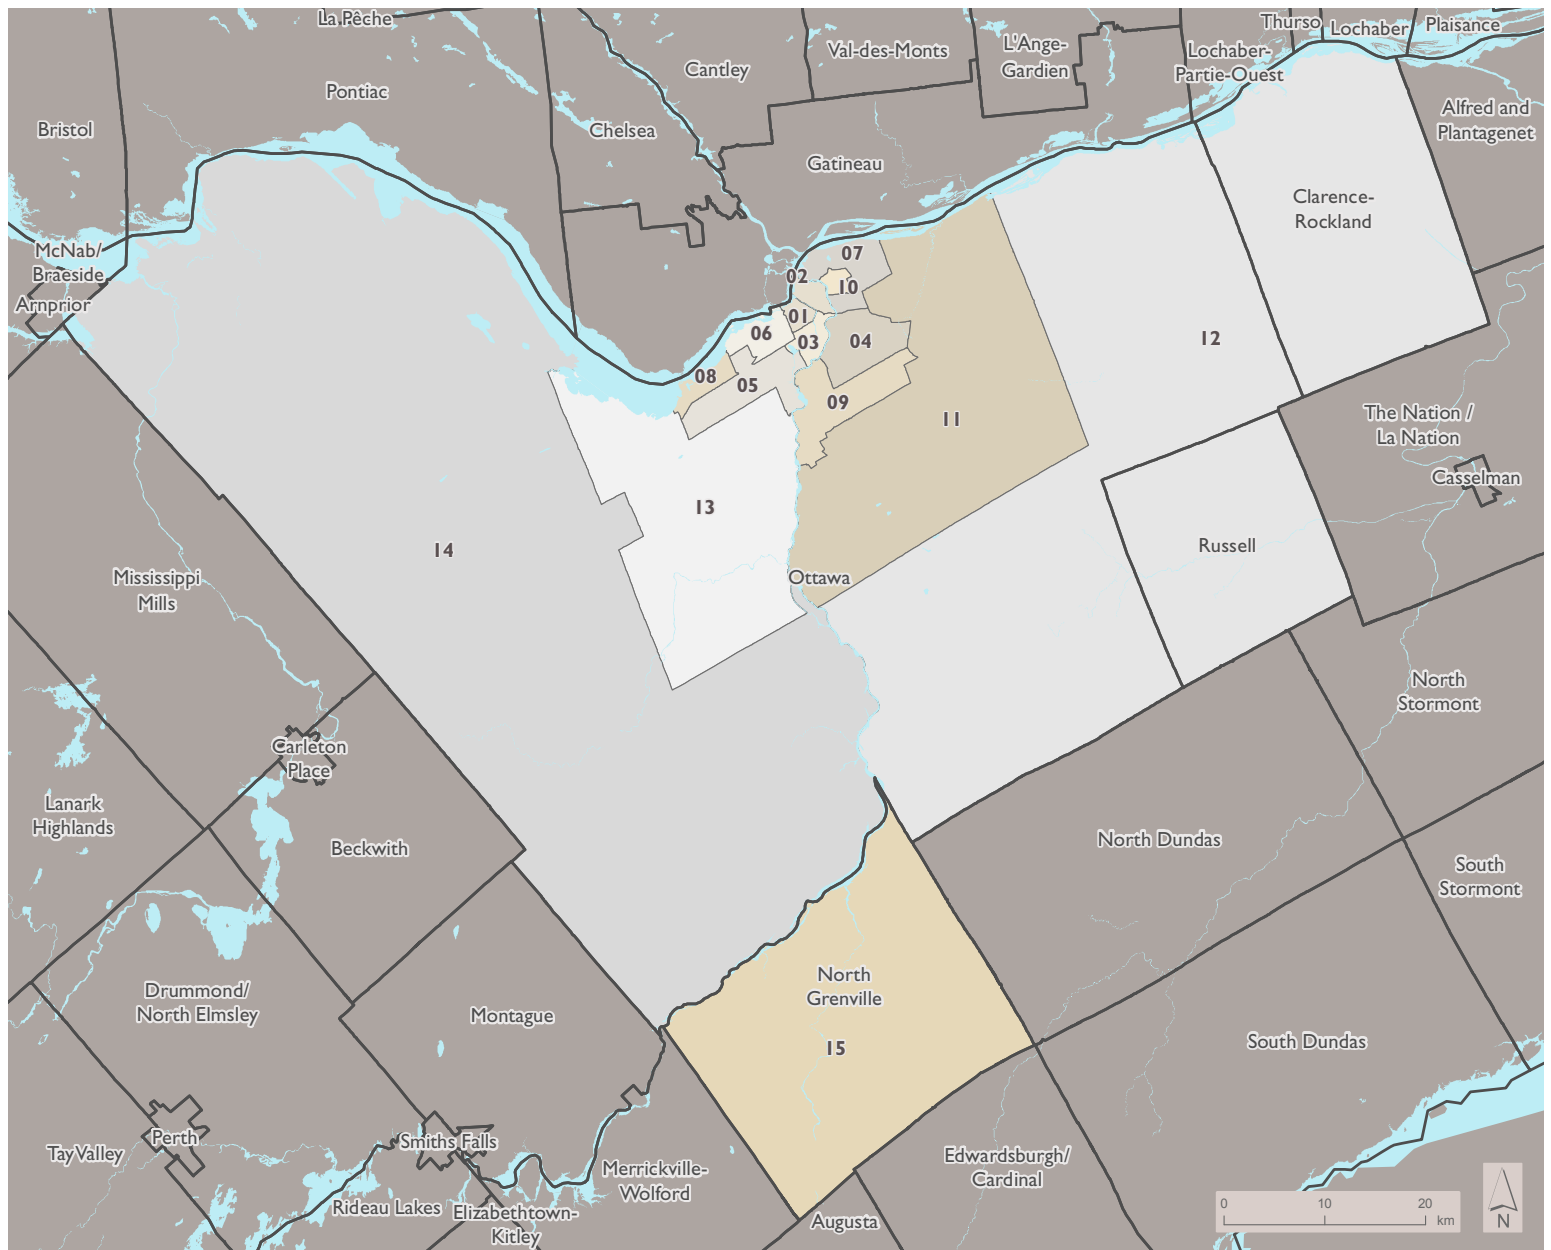 La Pêche
Thurso
Lochaber
Plaisance
Val-des-Monts
L'Ange-
Gardien
Lochaber-
Partie-Ouest
Cantley
Pontiac
Bristol
Chelsea
Alfred and
Plantagenet
Gatineau
Clarence-
Rockland
McNab/
Braeside
Arnprior
07
02
10
01
06
03
04
12
08
05
09
11
The Nation /
La Nation
Casselman
13
14
Russell
Ottawa
Mississippi
Mills
North
Stormont
Carleton
Place
Lanark
Highlands
Beckwith
North Dundas
South
Stormont
North
Grenville
Drummond/
North Elmsley
Montague
15
South Dundas
Perth
Tay Valley
Smiths Falls
Merrickville-
Wolford
Edwardsburgh/
Cardinal
Rideau Lakes
Elizabethtown-
Kitley
Augusta
0 10 20
km
N